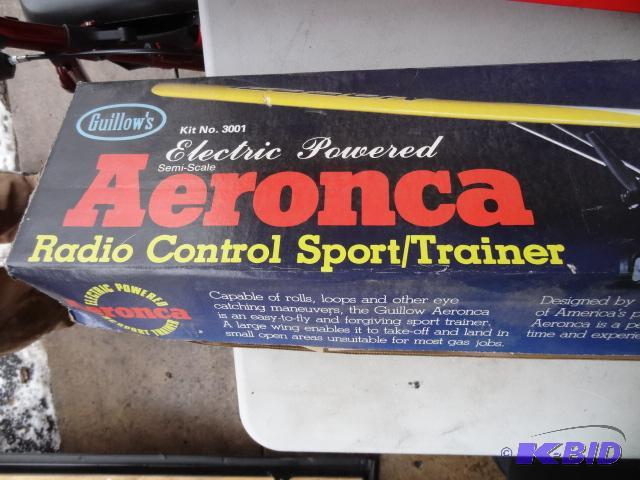 Guillow's
Kit No. 3001
Electric Powered
Semi-Scale
Aeronca
Radio Control Sport/Trainer
ELECTRIC POWERED
Aeronca
SPORT TRAINER
Capable of rolls, loops and other eye
catching maneuvers, the Guillow Aeronca
is an easy-to-fly and forgiving sport trainer.
A large wing enables it to take-off and land in
small open areas unsuitable for most gas jobs.
Designed by
of America's
Aeronca is a
time and
© K-BID